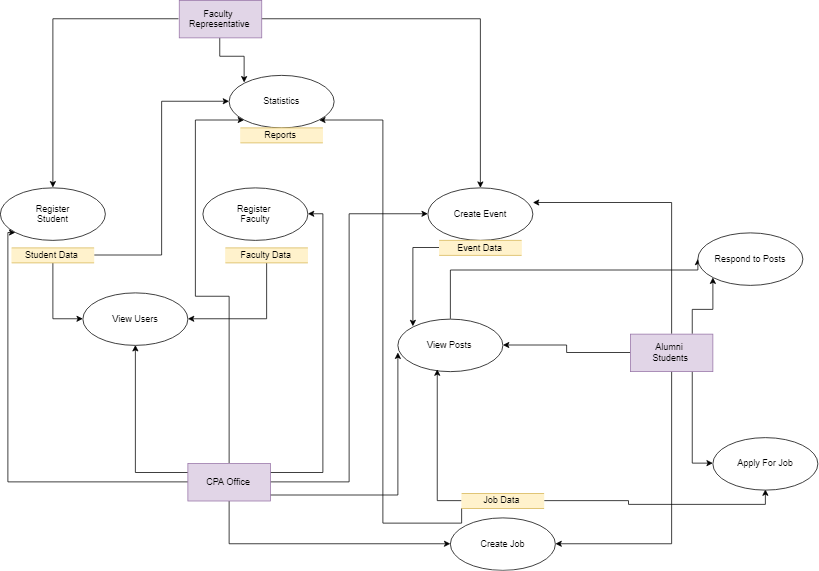 Faculty
Representative
Statistics
Reports
Register
Student
Register
Faculty
Create Event
Student Data
Faculty Data
Event Data
Respond to Posts
View Users
View Posts
Alumni
Students
CPA Office
Apply For Job
Job Data
Create Job